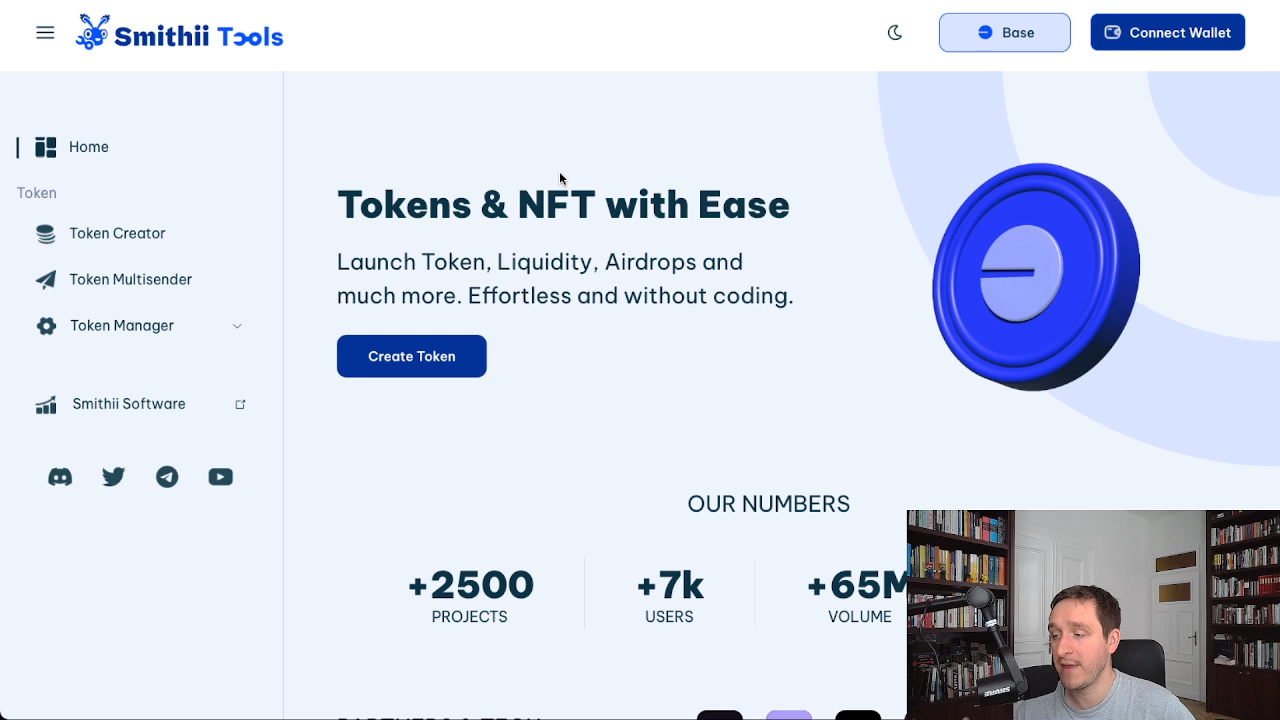 Smithii Tools
Base
Connect Wallet
Home
Token
Token Creator
Token Multisender
Token Manager
Smithii Software
Tokens & NFT with Ease
Launch Token, Liquidity, Airdrops and
much more. Effortless and without coding.
Create Token
OUR NUMBERS
+2500
PROJECTS
+7k
USERS
+65M
VOLUME